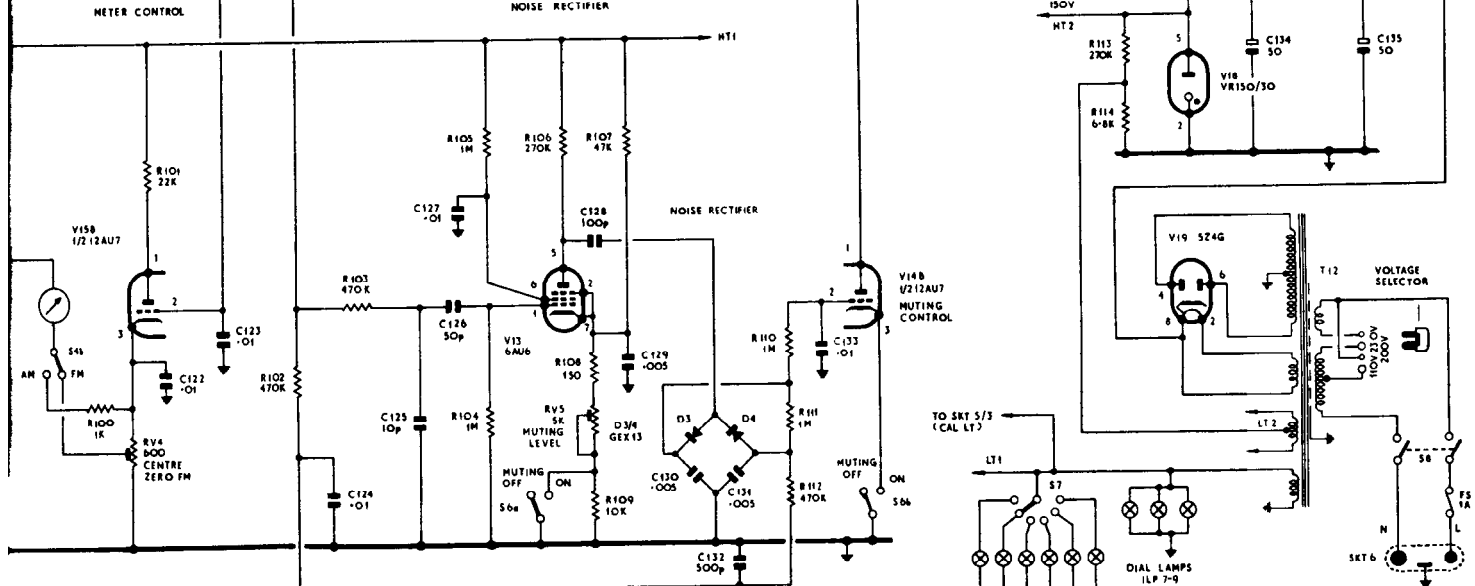 METER CONTROL
NOISE RECTIFIER
HT1
150V
HT2
R113
270K
5
V18
VR150/30
C134
50
C135
50
R114
6·8K
2
R101
22K
R105
1M
R106
270K
R107
47K
C127
·01
C128
100p
NOISE RECTIFIER
V15B
1/2 12AU7
1
2
3
C123
·01
R103
470K
C126
50p
5
6
2
1
7
V13
6AU6
R108
150
C129
·005
1
V14B
1/2 12AU7
MUTING
CONTROL
2
3
R110
1M
C133
·01
V19 5Z4G
4
6
8
2
T12
VOLTAGE
SELECTOR
110V
230V
200V
S4b
AM
FM
C122
·01
R100
1K
RV4
600
CENTRE
ZERO FM
R102
470K
C125
10p
R104
1M
RV5
5K
MUTING
LEVEL
D3/4
GEX13
D3
D4
R111
1M
C130
·005
C131
·005
R112
470K
MUTING
OFF
ON
S6a
R109
10K
MUTING
OFF
ON
S6b
C124
·01
C132
500p
TO SKT 5/3
(CAL LT)
LT1
S7
LT2
DIAL LAMPS
ILP 7-9
S8
FS
1A
N
L
SKT6